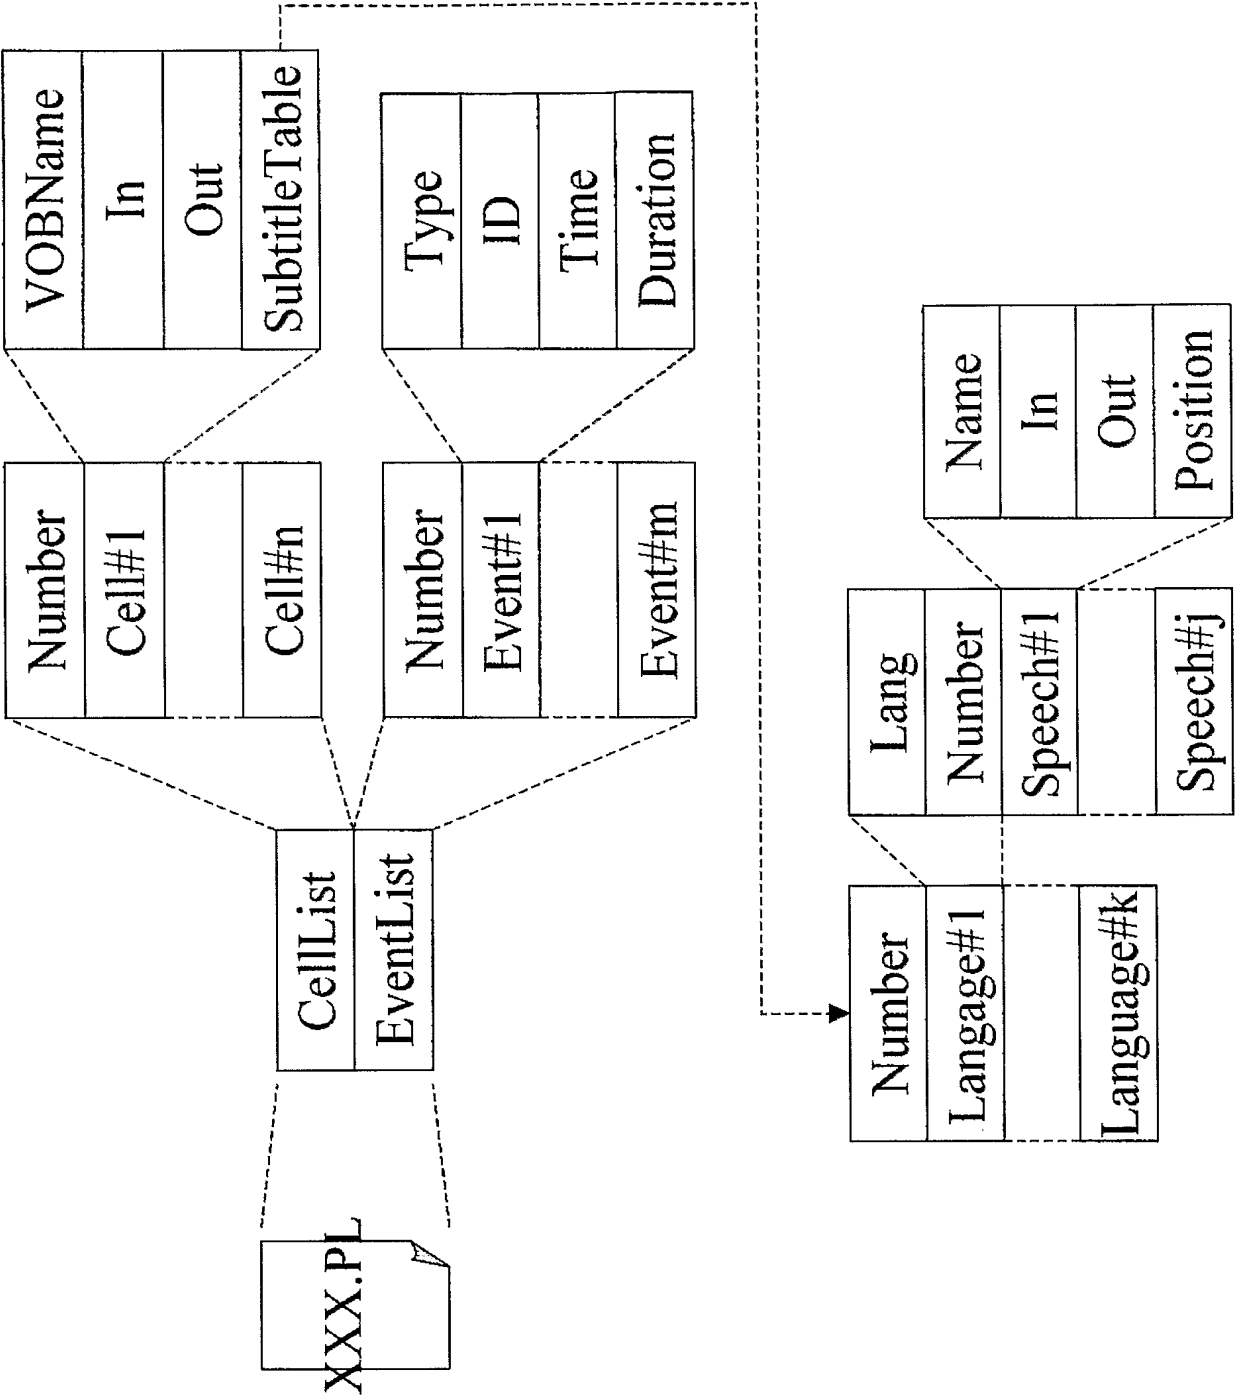 XXX.PL
CellList
EventList
Number
Cell#1
Cell#n
Number
Event#1
Event#m
VOBName
In
Out
SubtitleTable
Type
ID
Time
Duration
Number
Langage#1
Language#k
Lang
Number
Speech#1
Speech#j
Name
In
Out
Position